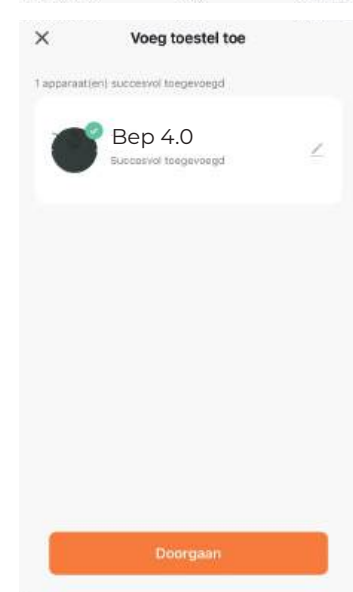 Voeg toestel toe
1 apparaat(en) succesvol toegevoegd
Bep 4.0
Succesvol toegevoegd
Doorgaan